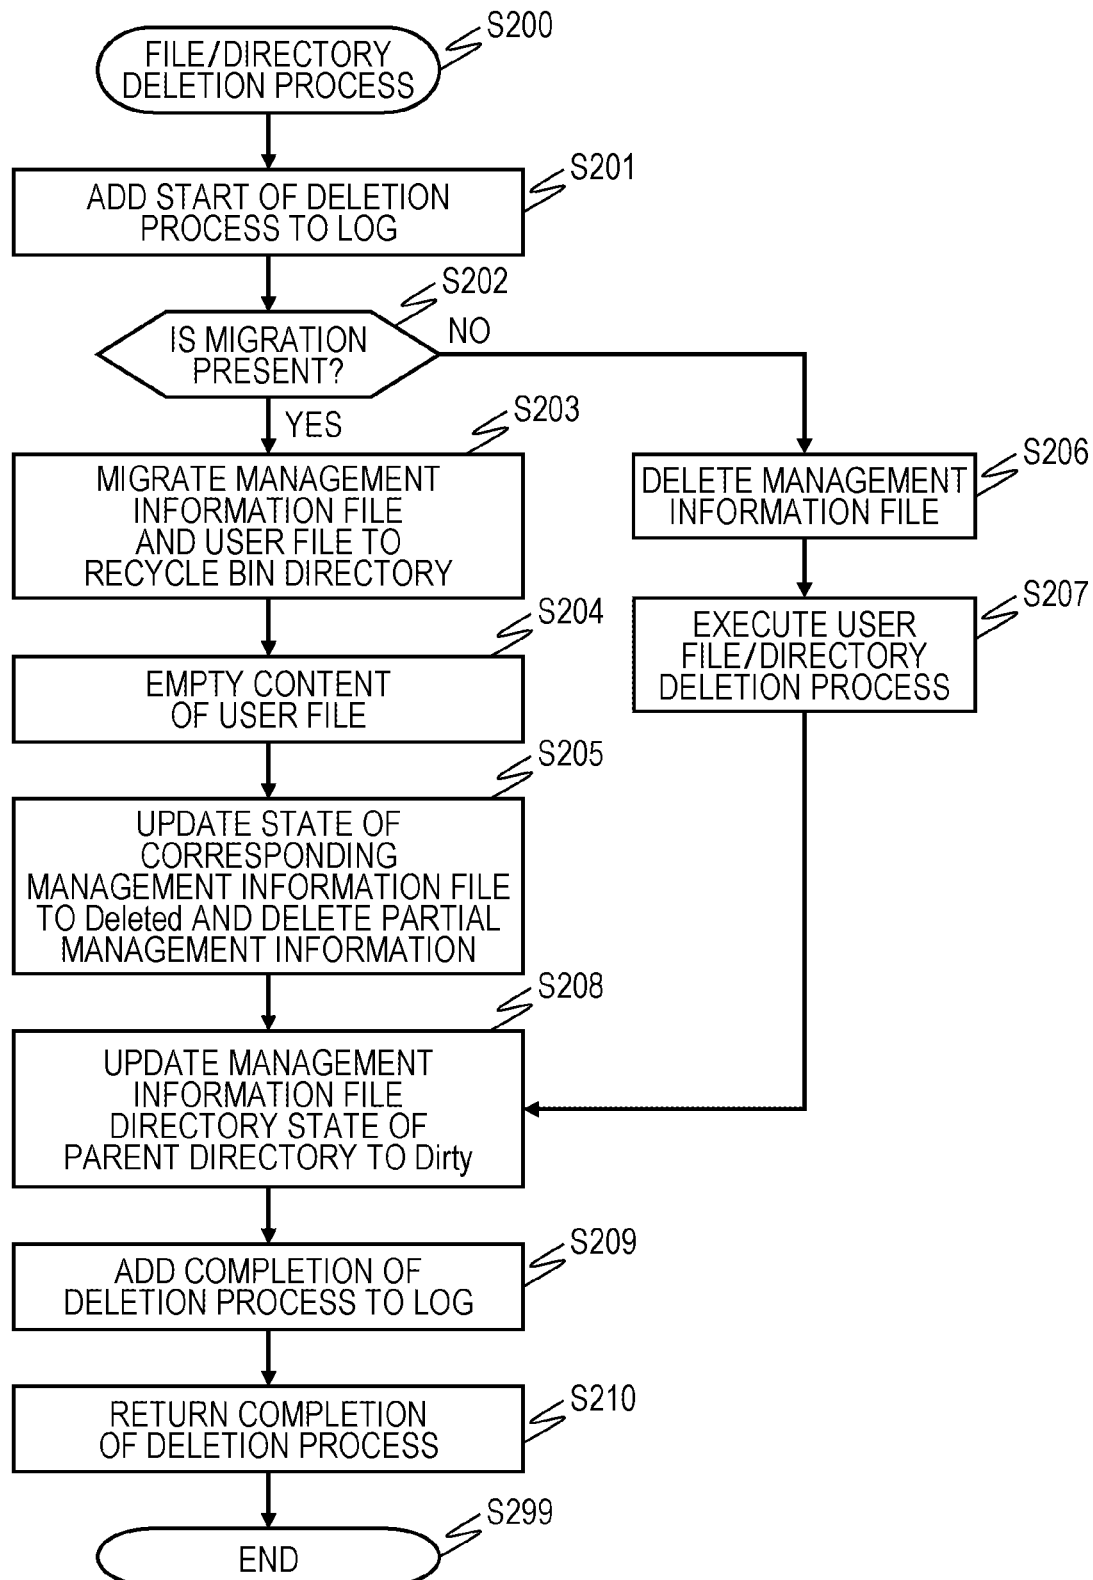 FILE/DIRECTORY
DELETION PROCESS
S200
ADD START OF DELETION
PROCESS TO LOG
S201
IS MIGRATION
PRESENT?
S202
NO
YES
MIGRATE MANAGEMENT
INFORMATION FILE
AND USER FILE TO
RECYCLE BIN DIRECTORY
S203
DELETE MANAGEMENT
INFORMATION FILE
S206
EMPTY CONTENT
OF USER FILE
S204
EXECUTE USER
FILE/DIRECTORY
DELETION PROCESS
S207
UPDATE STATE OF
CORRESPONDING
MANAGEMENT INFORMATION FILE
TO Deleted AND DELETE PARTIAL
MANAGEMENT INFORMATION
S205
UPDATE MANAGEMENT
INFORMATION FILE
DIRECTORY STATE OF
PARENT DIRECTORY TO Dirty
S208
ADD COMPLETION OF
DELETION PROCESS TO LOG
S209
RETURN COMPLETION
OF DELETION PROCESS
S210
END
S299